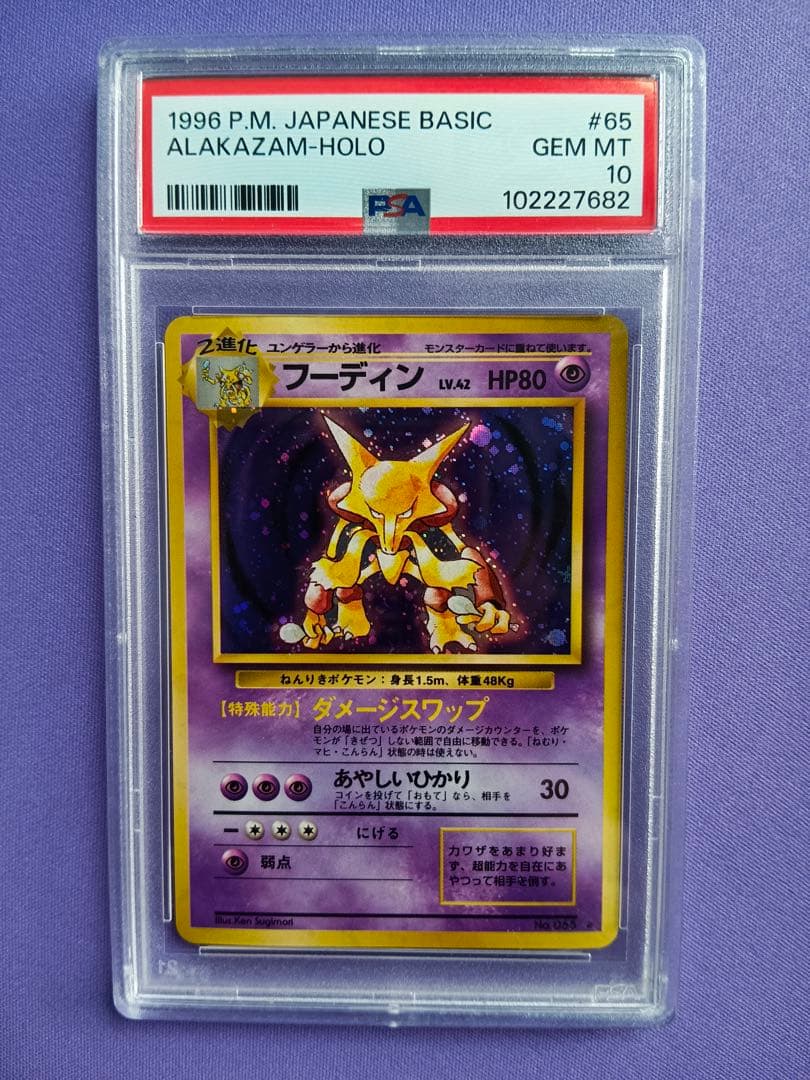 1996 P.M. JAPANESE BASIC #65
ALAKAZAM-HOLO GEM MT
10
PSA 102227682
2進化 ユンゲラーから進化 モンスターカードに重ねて使います。
フーディン LV.42 HP80
ねんりきポケモン：身長1.5m、体重48Kg
【特殊能力】ダメージスワップ
自分の場に出ているポケモンのダメージカウンターを、ポケ
モンが「きぜつ」しない範囲で自由に移動できる。「ねむり・
マヒ・こんらん」状態の時は使えない。
あやしいひかり 30
コインを投げて「おもて」なら、相手を
「こんらん」状態にする。
にげる
弱点
力ワザをあまり好ま
ず、超能力を自在にあ
やつって相手を倒す。
Illus.Ken Sugimori No.065